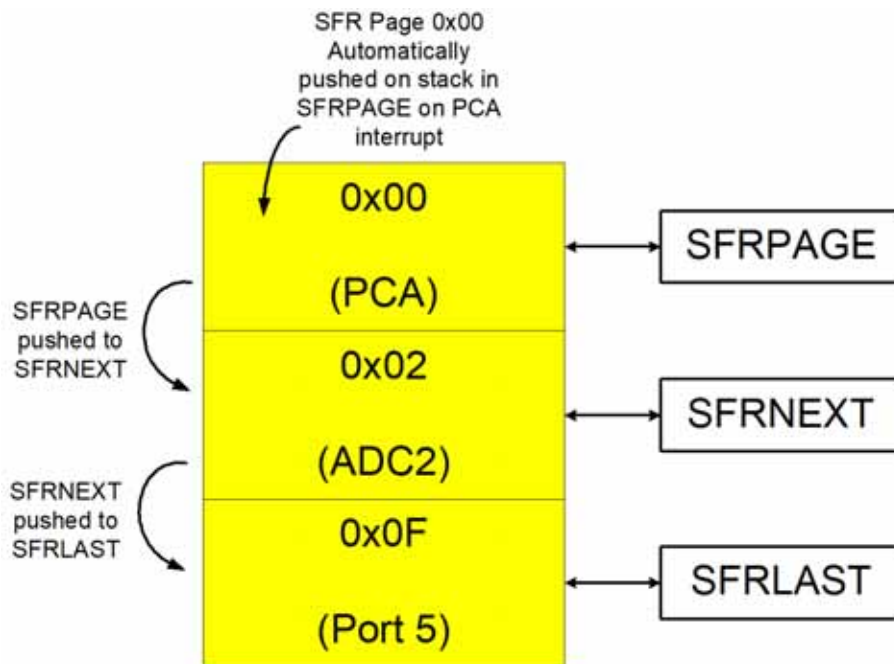 SFR Page 0x00
Automatically
pushed on stack in
SFRPAGE on PCA
interrupt
0x00
(PCA)
SFRPAGE
SFRPAGE
pushed to
SFRNEXT
0x02
(ADC2)
SFRNEXT
SFRNEXT
pushed to
SFRLAST
0x0F
(Port 5)
SFRLAST